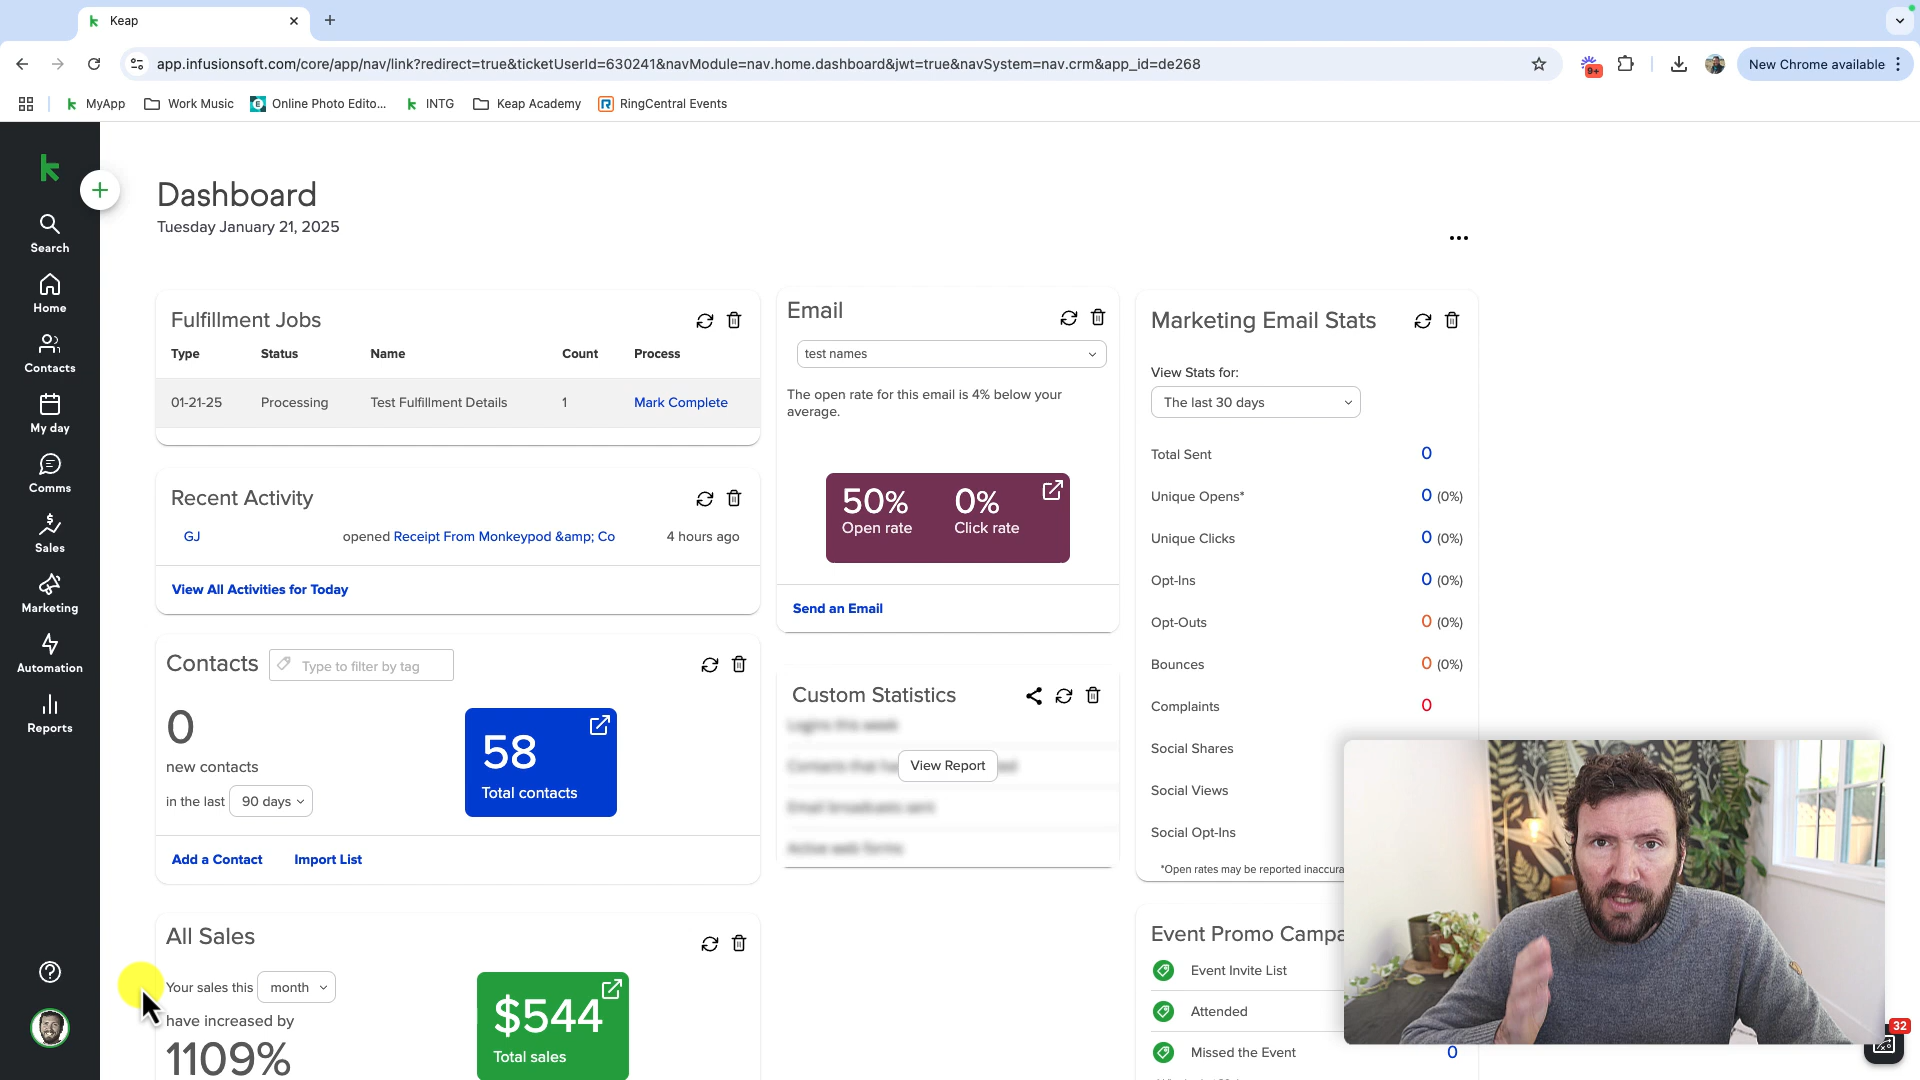 Keap
app.infusionsoft.com/core/app/nav/link?redirect=true&ticketUserId=630241&navModule=nav.home.dashboard&jwt=true&navSystem=nav.crm&app_id=de268
9+
New Chrome available
MyApp
Work Music
Online Photo Edito...
INTG
Keap Academy
RingCentral Events
Search
Home
Contacts
My day
Comms
Sales
Marketing
Automation
Reports
Dashboard
Tuesday January 21, 2025
Fulfillment Jobs
Type Status Name Count Process
01-21-25 Processing Test Fulfillment Details 1 Mark Complete
Recent Activity
GJ opened Receipt From Monkeypod &amp; Co 4 hours ago
View All Activities for Today
Contacts
Type to filter by tag
0
new contacts
in the last 90 days
58
Total contacts
Add a Contact Import List
All Sales
Your sales this month
have increased by
1109%
$544
Total sales
Email
test names
The open rate for this email is 4% below your
average.
50% 0%
Open rate Click rate
Send an Email
Custom Statistics
Logins this week
View Report
Email broadcasts sent
Active web forms
Marketing Email Stats
View Stats for:
The last 30 days
Total Sent 0
Unique Opens* 0 (0%)
Unique Clicks 0 (0%)
Opt-Ins 0 (0%)
Opt-Outs 0 (0%)
Bounces 0 (0%)
Complaints 0
Social Shares
Social Views
Social Opt-Ins
*Open rates may be reported inaccura
Event Promo Campa
Event Invite List
Attended
Missed the Event 0
32